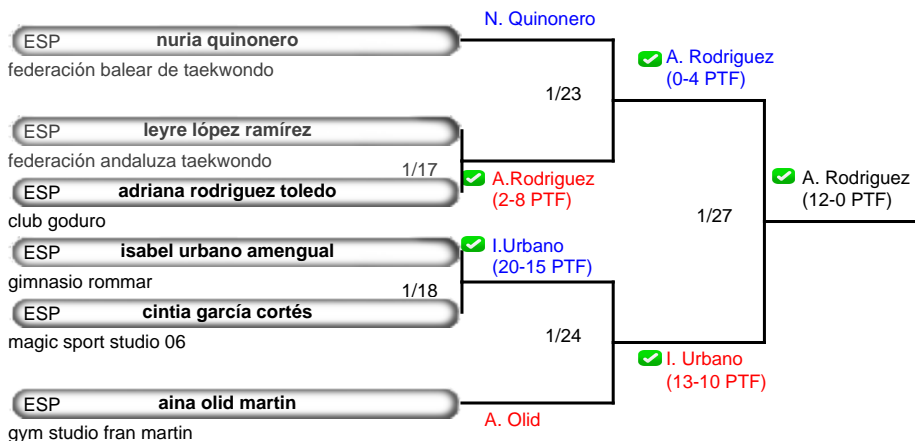 N. Quinonero
ESP nuria quinonero
federación balear de taekwondo
A. Rodriguez
(0-4 PTF)
1/23
ESP leyre lópez ramírez
federación andaluza taekwondo
1/17
A.Rodriguez
(2-8 PTF)
ESP adriana rodriguez toledo
club goduro
A. Rodriguez
(12-0 PTF)
1/27
ESP isabel urbano amengual
gimnasio rommar
I.Urbano
(20-15 PTF)
1/18
ESP cintia garcía cortés
magic sport studio 06
1/24
I. Urbano
(13-10 PTF)
ESP aina olid martin
gym studio fran martin
A. Olid